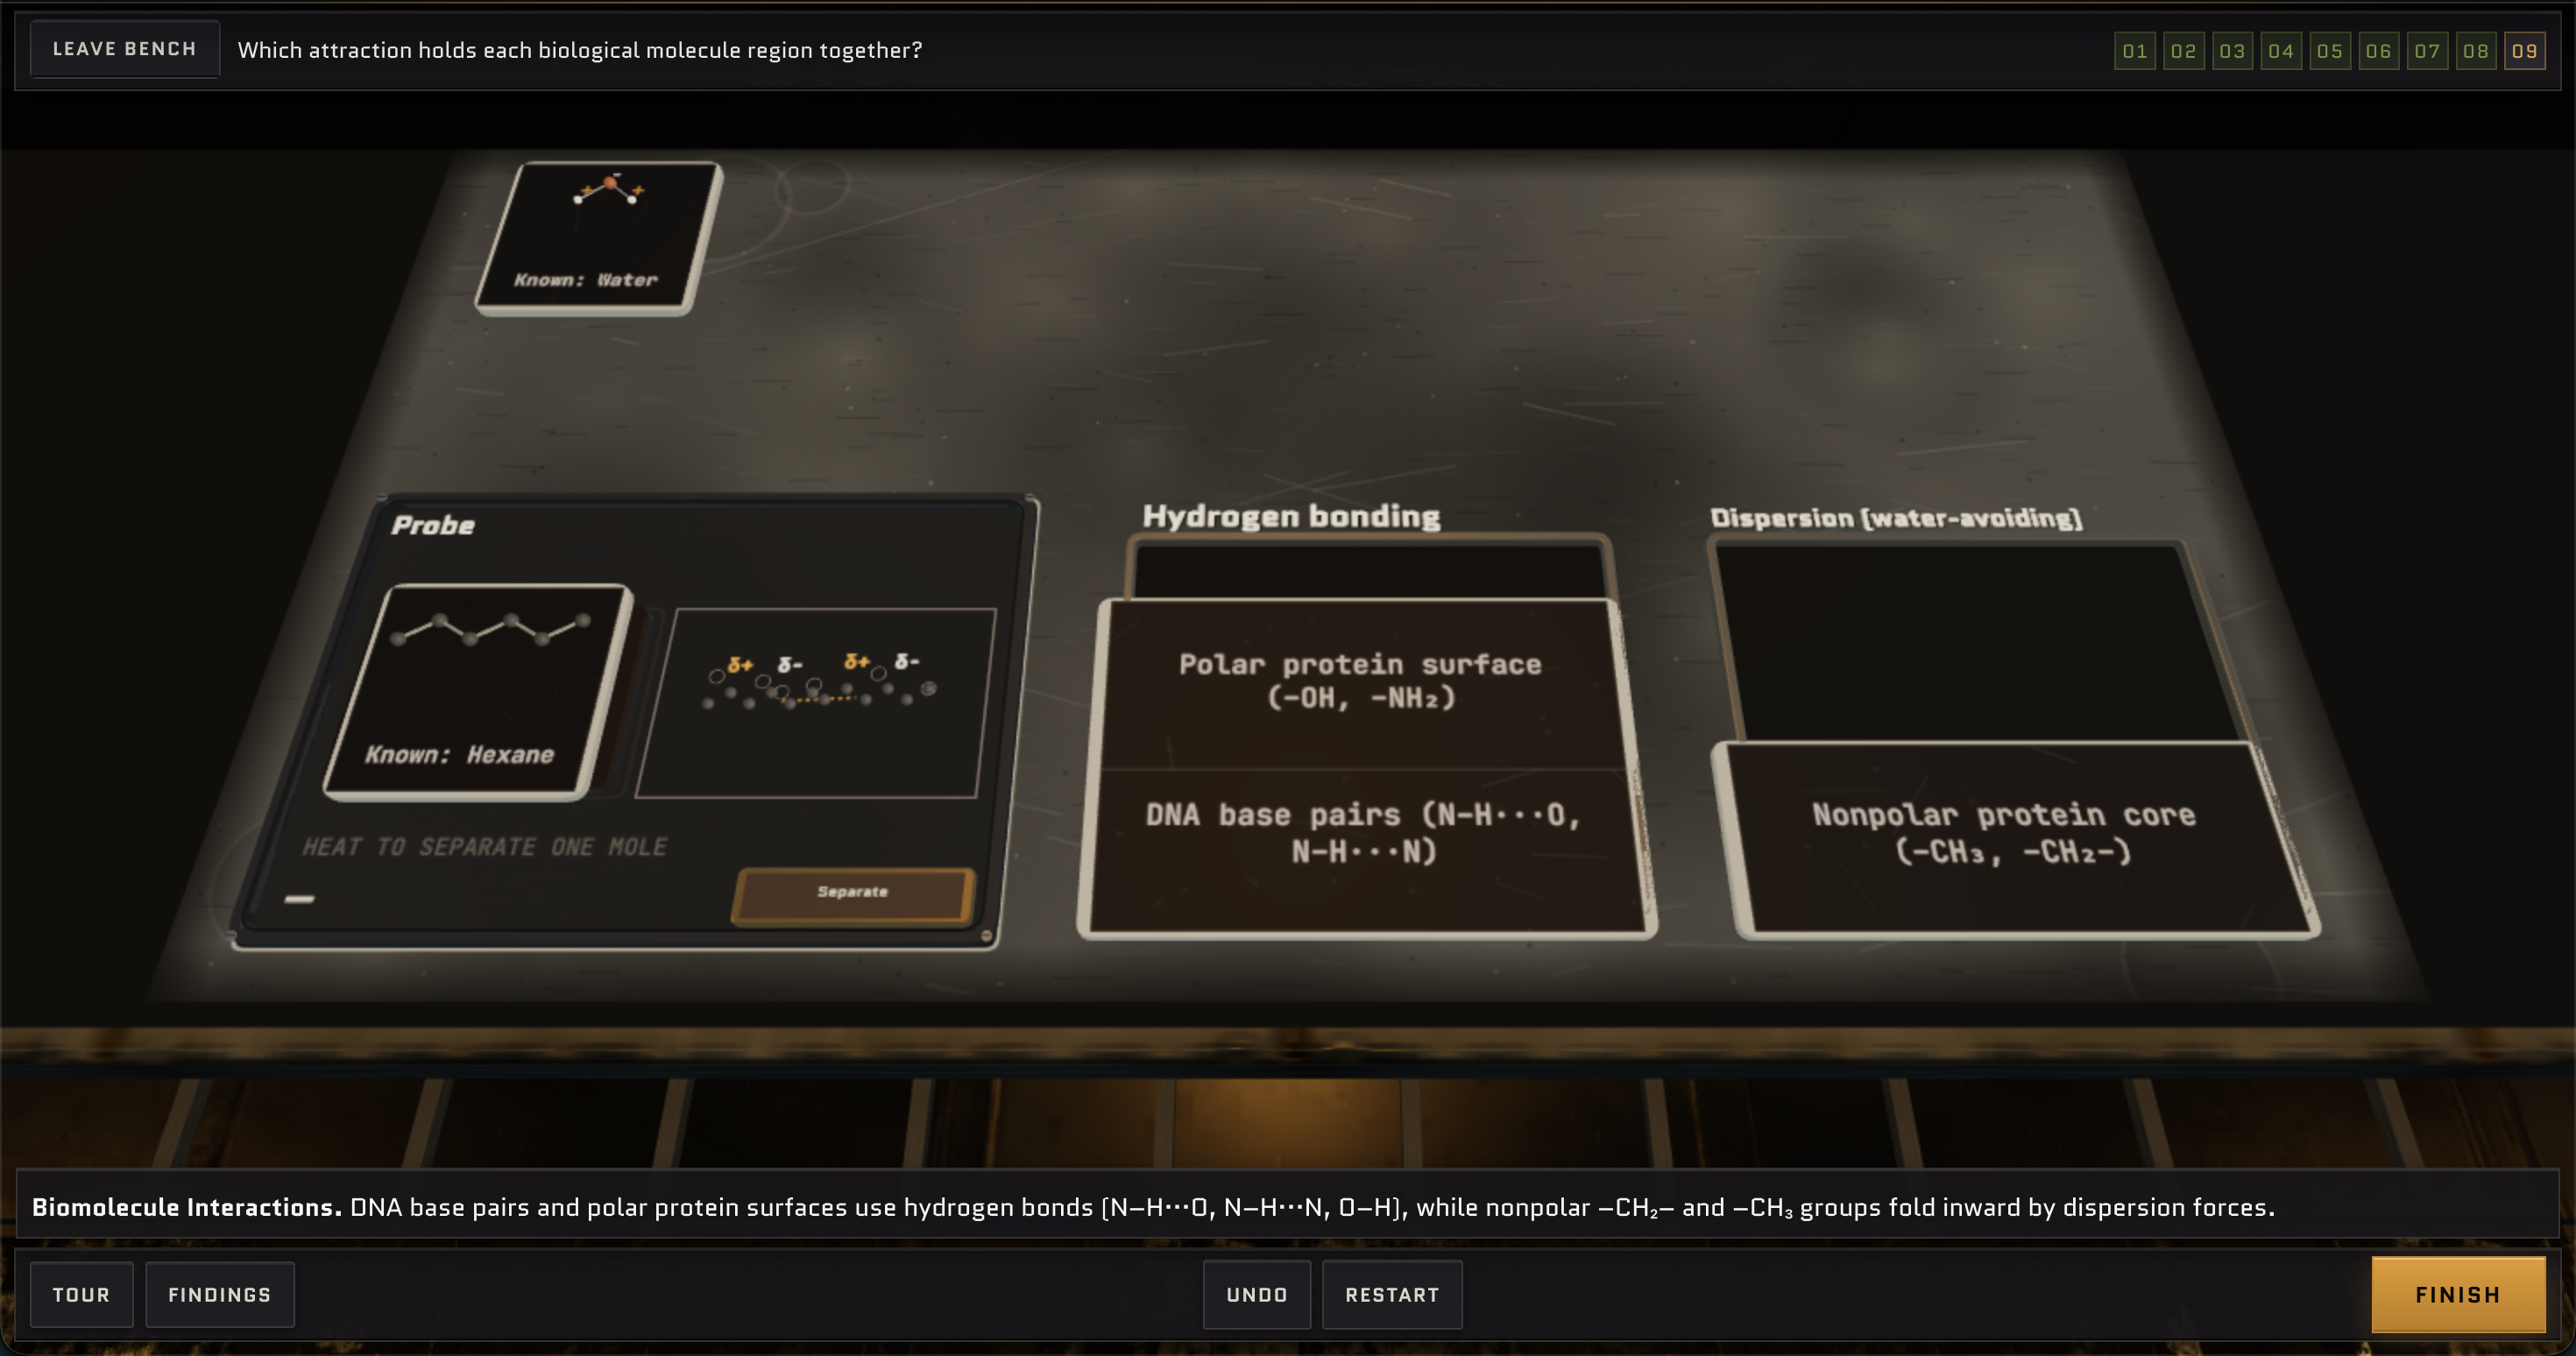 LEAVE BENCH
Which attraction holds each biological molecule region together?
01 02 03 04 05 06 07 08 09
Known: Water
Probe
Known: Hexane
δ+ δ- δ+ δ-
HEAT TO SEPARATE ONE MOLE
—
Separate
Hydrogen bonding
Polar protein surface
(-OH, -NH₂)
DNA base pairs (N-H···O,
N-H···N)
Dispersion (water-avoiding)
Nonpolar protein core
(-CH₃, -CH₂-)
Biomolecule Interactions. DNA base pairs and polar protein surfaces use hydrogen bonds (N–H···O, N–H···N, O–H), while nonpolar –CH₂– and –CH₃ groups fold inward by dispersion forces.
TOUR
FINDINGS
UNDO
RESTART
FINISH